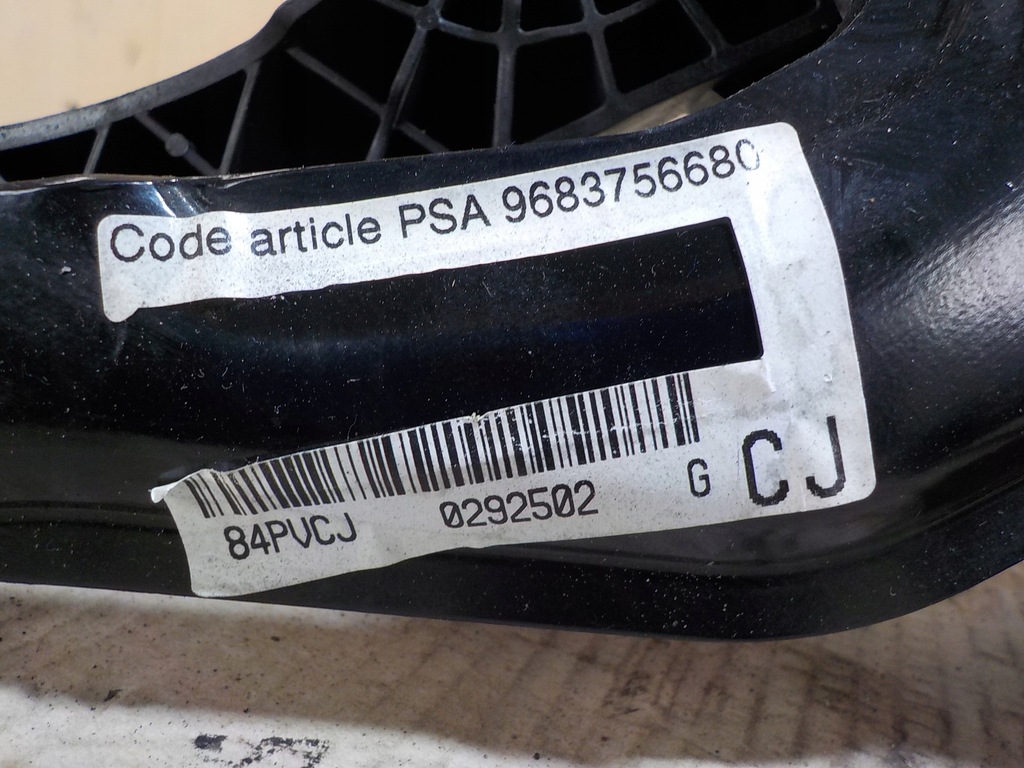 Code article PSA 9683756680
G CJ
84PVCJ 0292502